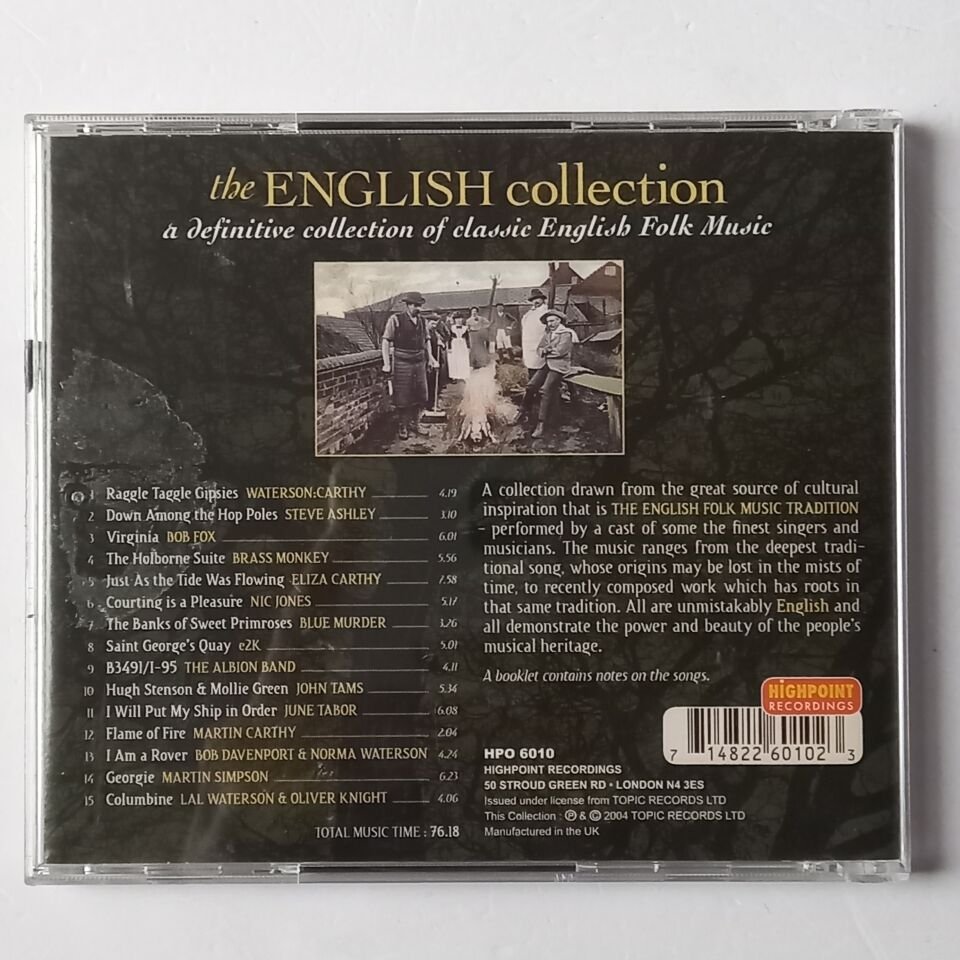 the ENGLISH collection
a definitive collection of classic English Folk Music
1 Raggle Taggle Gipsies WATERSON:CARTHY 4.19
2 Down Among the Hop Poles STEVE ASHLEY 3.10
3 Virginia BOB FOX 6.01
4 The Holborne Suite BRASS MONKEY 5.56
5 Just As the Tide Was Flowing ELIZA CARTHY 7.58
6 Courting is a Pleasure NIC JONES 5.17
7 The Banks of Sweet Primroses BLUE MURDER 3.26
8 Saint George's Quay e2K 5.01
9 B3491/I-95 THE ALBION BAND 4.11
10 Hugh Stenson & Mollie Green JOHN TAMS 5.34
11 I Will Put My Ship in Order JUNE TABOR 6.08
12 Flame of Fire MARTIN CARTHY 2.04
13 I Am a Rover BOB DAVENPORT & NORMA WATERSON 4.24
14 Georgie MARTIN SIMPSON 6.23
15 Columbine LAL WATERSON & OLIVER KNIGHT 4.06
TOTAL MUSIC TIME : 76.18
A collection drawn from the great source of cultural
inspiration that is THE ENGLISH FOLK MUSIC TRADITION
– performed by a cast of some the finest singers and
musicians. The music ranges from the deepest tradi-
tional song, whose origins may be lost in the mists of
time, to recently composed work which has roots in
that same tradition. All are unmistakably English and
all demonstrate the power and beauty of the people's
musical heritage.
A booklet contains notes on the songs.
HIGHPOINT
RECORDINGS
7 14822 60102 3
HPO 6010
HIGHPOINT RECORDINGS
50 STROUD GREEN RD • LONDON N4 3ES
Issued under license from TOPIC RECORDS LTD
This Collection : ℗ & © 2004 TOPIC RECORDS LTD
Manufactured in the UK